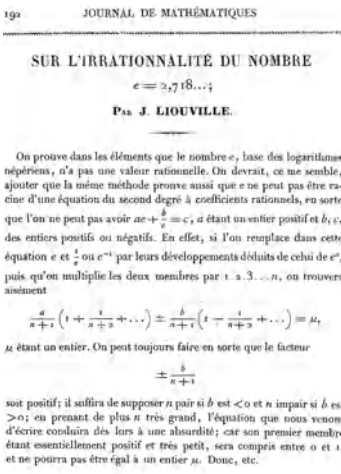 192 JOURNAL DE MATHÉMATIQUES
SUR L'IRRATIONNALITÉ DU NOMBRE
e = 2,718...;
PAR J. LIOUVILLE.
On prouve dans les éléments que le nombre e, base des logarithmes
népériens, n'a pas une valeur rationnelle. On devrait, ce me semble,
ajouter que la même méthode prouve aussi que e ne peut pas être ra-
cine d'une équation du second degré à coefficients rationnels, en sorte
que l'on ne peut pas avoir ae + b/e = c, a étant un entier positif et b, c,
des entiers positifs ou négatifs. En effet, si l'on remplace dans cette
équation e et 1/e ou e⁻¹ par leurs développements déduits de celui de eˣ,
puis qu'on multiplie les deux membres par 1.2.3...n, on trouvera
aisément
a/(n+1) (1 + 1/(n+2) + ...) ± b/(n+1) (1 − 1/(n+2) + ...) = μ,
μ étant un entier. On peut toujours faire en sorte que le facteur
± b/(n+1)
soit positif; il suffira de supposer n pair si b est < 0 et n impair si b es
> 0; en prenant de plus n très grand, l'équation que nous venon
d'écrire conduira dès lors à une absurdité; car son premier membre
étant essentiellement positif et très petit, sera compris entre 0 et 1
et ne pourra pas être égal à un entier μ. Donc, etc.